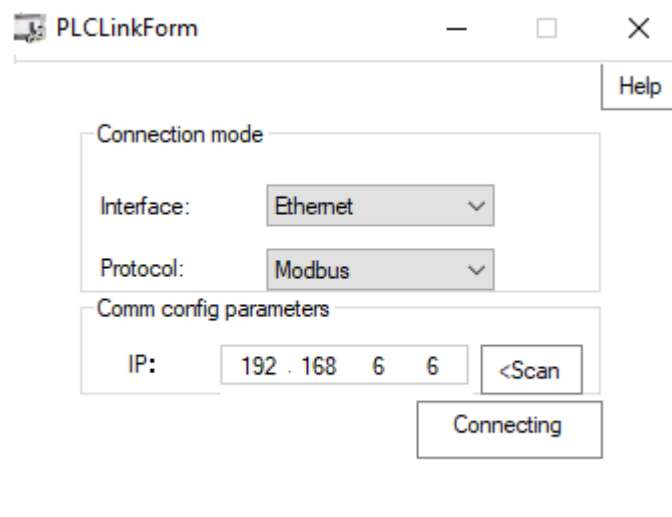 PLCLinkForm
Help
Connection mode
Interface: Ethernet
Protocol: Modbus
Comm config parameters
IP: 192 . 168 6 6 <Scan
Connecting